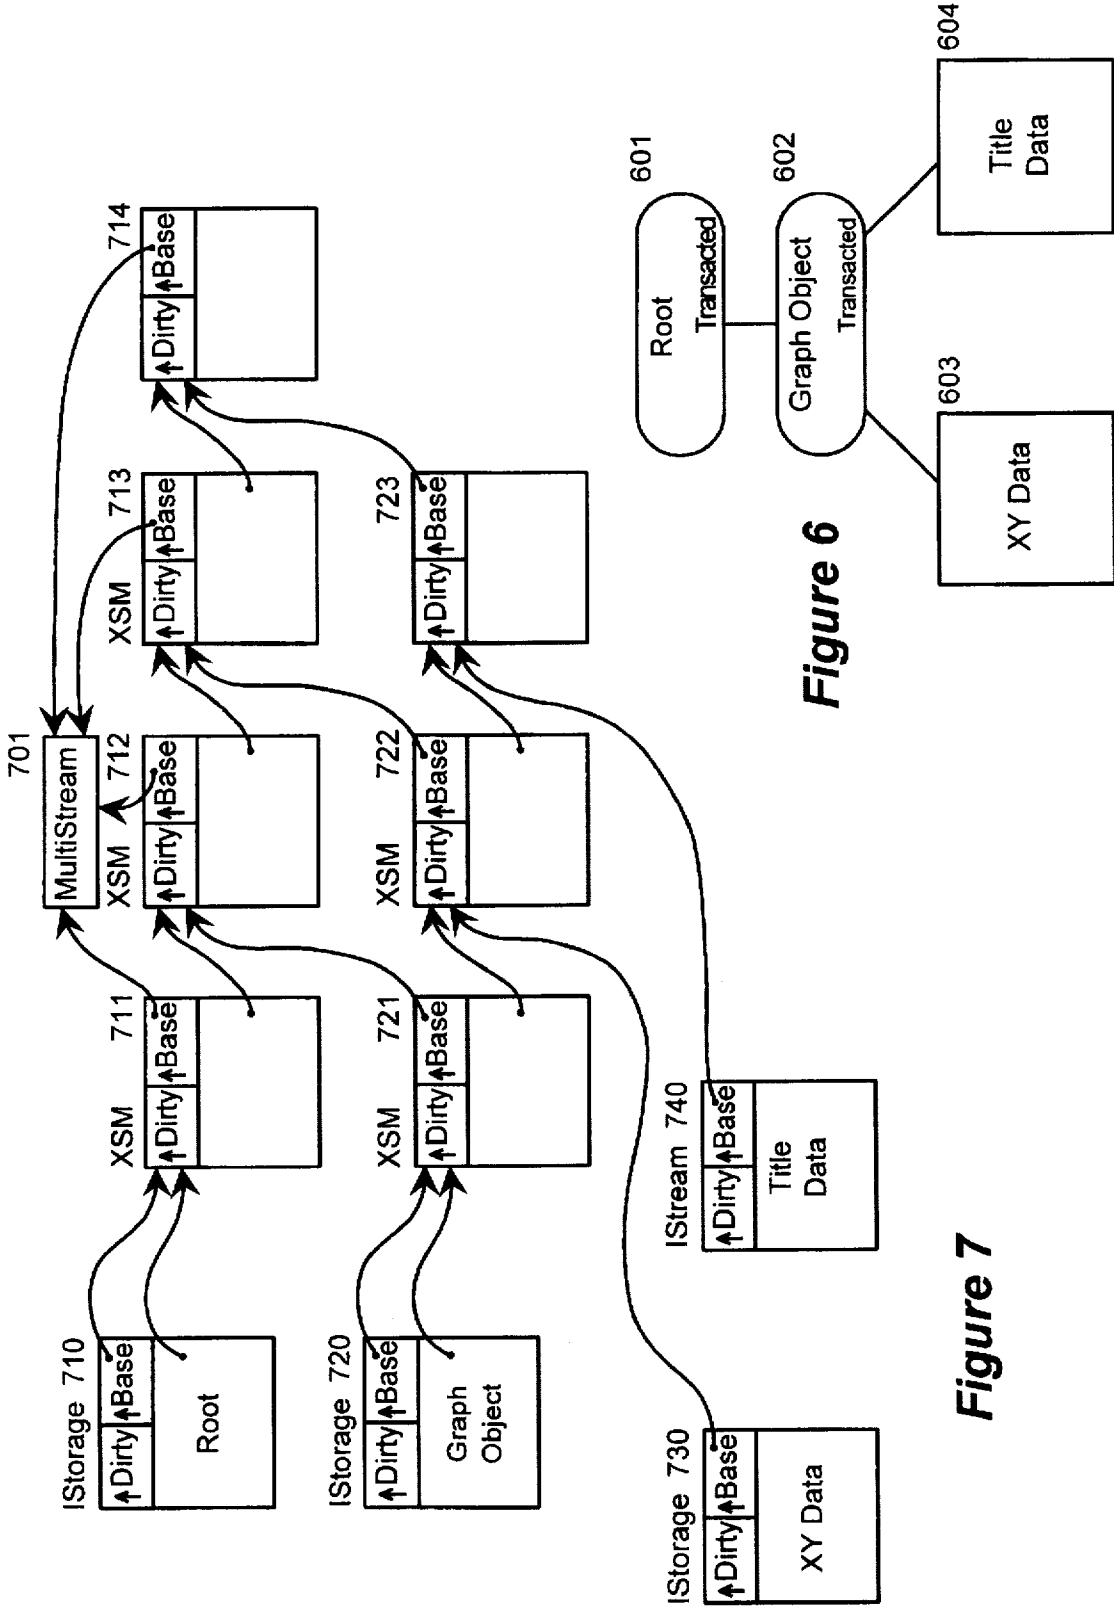 701
MultiStream
IStorage 710
↑Dirty ↑Base
Root
XSM 711
↑Dirty ↑Base
XSM 712
↑Dirty ↑Base
XSM 713
↑Dirty ↑Base
714
↑Dirty ↑Base
IStorage 720
↑Dirty ↑Base
Graph
Object
XSM 721
↑Dirty ↑Base
XSM 722
↑Dirty ↑Base
723
↑Dirty ↑Base
IStorage 730
↑Dirty ↑Base
XY Data
IStream 740
↑Dirty ↑Base
Title
Data
Figure 7
601
Root
Transacted
602
Graph Object
Transacted
603
XY Data
604
Title
Data
Figure 6